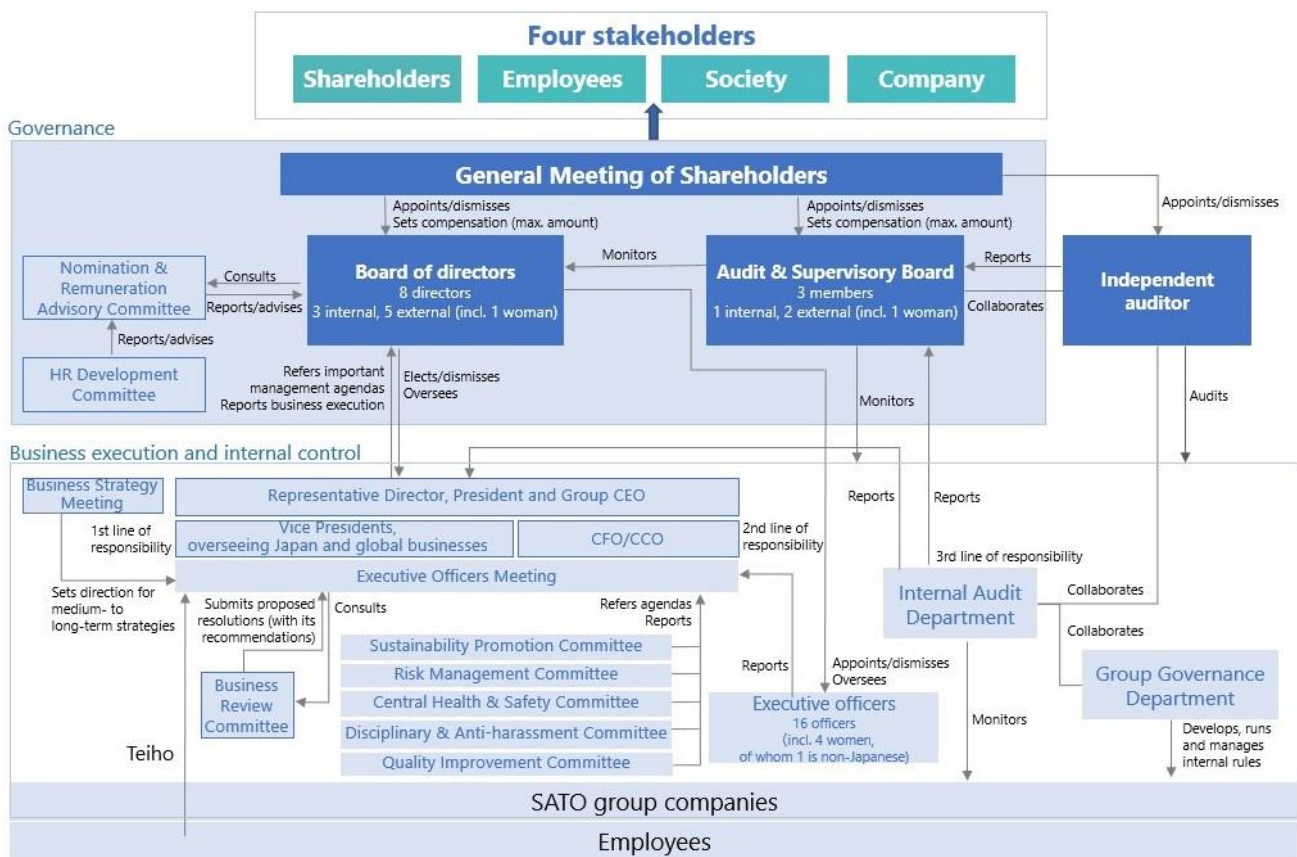 Four stakeholders
Shareholders
Employees
Society
Company
Governance
General Meeting of Shareholders
Appoints/dismisses
Sets compensation (max. amount)
Appoints/dismisses
Sets compensation (max. amount)
Appoints/dismisses
Nomination &
Remuneration
Advisory Committee
Consults
Reports/advises
Board of directors
8 directors
3 internal, 5 external (incl. 1 woman)
Monitors
Audit & Supervisory Board
3 members
1 internal, 2 external (incl. 1 woman)
Reports
Collaborates
Independent
auditor
Reports/advises
HR Development
Committee
Refers important
management agendas
Reports business execution
Elects/dismisses
Oversees
Monitors
Audits
Business execution and internal control
Business Strategy
Meeting
Representative Director, President and Group CEO
Reports
Reports
1st line of
responsibility
Vice Presidents,
overseeing Japan and global businesses
CFO/CCO
2nd line of
responsibility
3rd line of responsibility
Executive Officers Meeting
Internal Audit
Department
Collaborates
Collaborates
Sets direction for
medium- to
long-term strategies
Submits proposed
resolutions (with its
recommendations)
Consults
Refers agendas
Reports
Sustainability Promotion Committee
Risk Management Committee
Central Health & Safety Committee
Disciplinary & Anti-harassment Committee
Quality Improvement Committee
Business
Review
Committee
Reports
Appoints/dismisses
Oversees
Executive officers
16 officers
(incl. 4 women,
of whom 1 is non-Japanese)
Monitors
Group Governance
Department
Develops, runs
and manages
internal rules
Teiho
SATO group companies
Employees